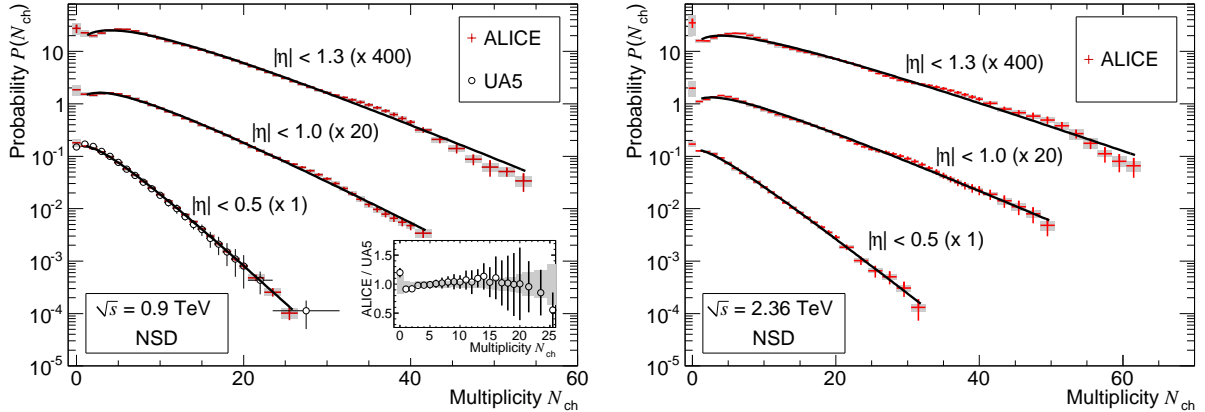 Probability P(N_ch)
10
1
10⁻¹
10⁻²
10⁻³
10⁻⁴
10⁻⁵
|η| < 1.3 (x 400)
|η| < 1.0 (x 20)
|η| < 0.5 (x 1)
ALICE
UA5
√s = 0.9 TeV
NSD
ALICE / UA5
1.5
1.0
0.5
0 5 10 15 20 25
Multiplicity N_ch
0 20 40 60
Multiplicity N_ch
Probability P(N_ch)
10
1
10⁻¹
10⁻²
10⁻³
10⁻⁴
10⁻⁵
|η| < 1.3 (x 400)
|η| < 1.0 (x 20)
|η| < 0.5 (x 1)
ALICE
√s = 2.36 TeV
NSD
0 10 20 30 40 50 60 70
Multiplicity N_ch